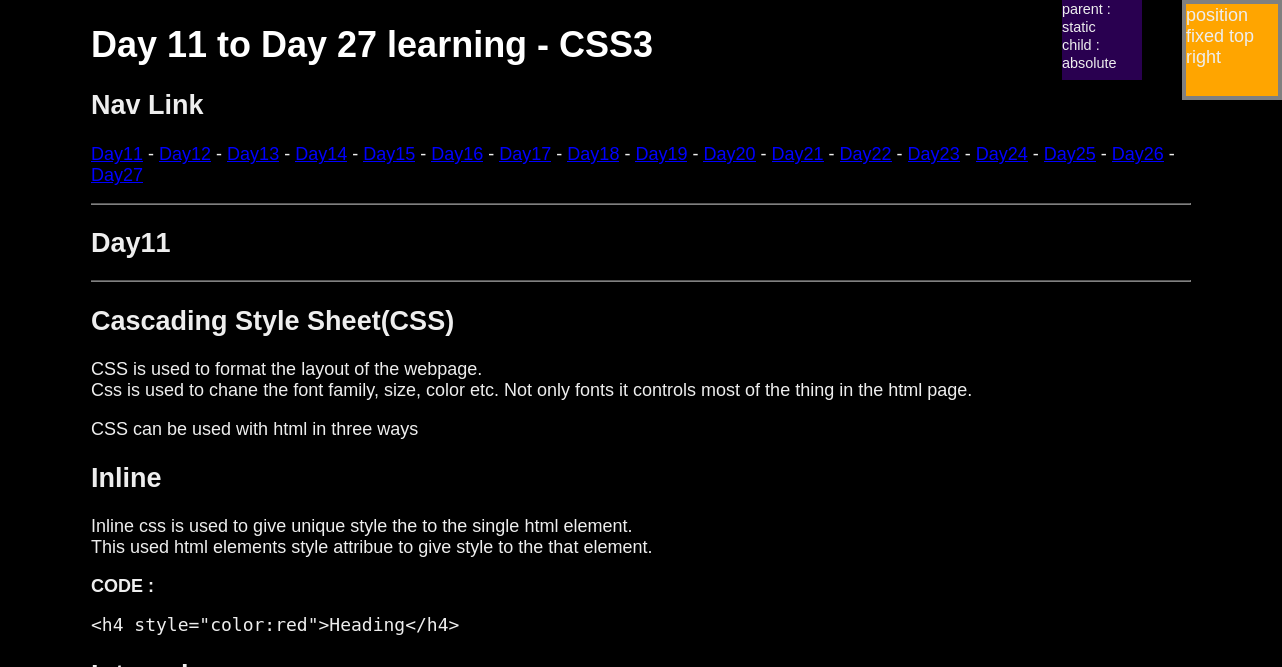 Day 11 to Day 27 learning - CSS3
parent :
static
child :
absolute
position
fixed top
right
Nav Link
Day11 - Day12 - Day13 - Day14 - Day15 - Day16 - Day17 - Day18 - Day19 - Day20 - Day21 - Day22 - Day23 - Day24 - Day25 - Day26 -
Day27
Day11
Cascading Style Sheet(CSS)
CSS is used to format the layout of the webpage.
Css is used to chane the font family, size, color etc. Not only fonts it controls most of the thing in the html page.
CSS can be used with html in three ways
Inline
Inline css is used to give unique style the to the single html element.
This used html elements style attribue to give style to the that element.
CODE :
<h4 style="color:red">Heading</h4>